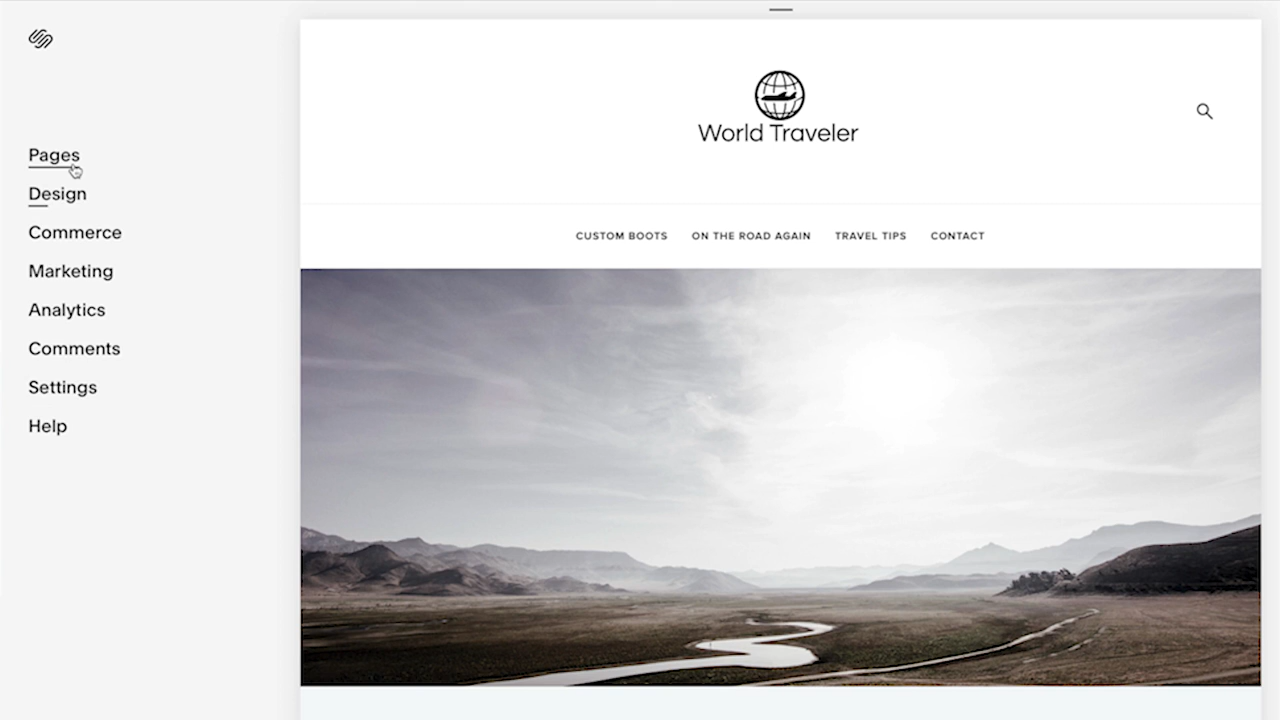 Pages
Design
Commerce
Marketing
Analytics
Comments
Settings
Help
World Traveler
CUSTOM BOOTS ON THE ROAD AGAIN TRAVEL TIPS CONTACT